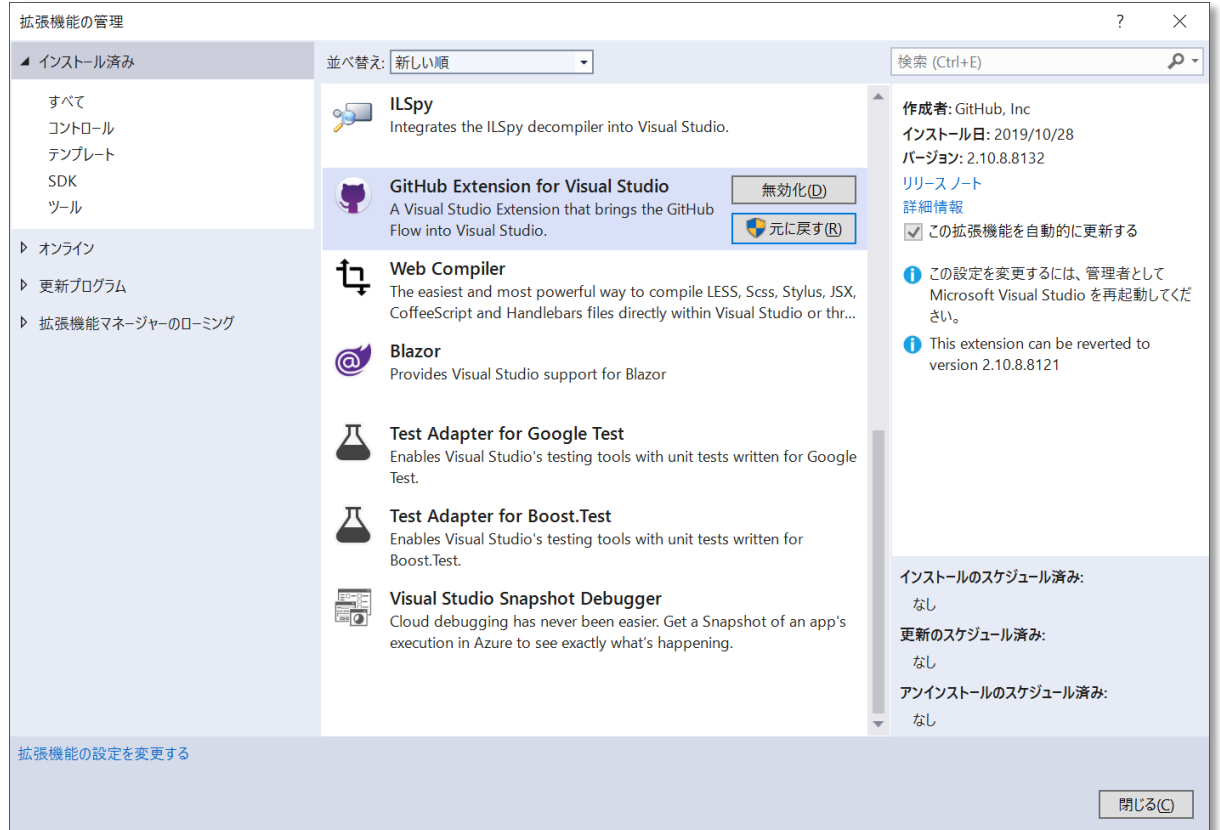 拡張機能の管理
?
インストール済み
すべて
コントロール
テンプレート
SDK
ツール
オンライン
更新プログラム
拡張機能マネージャーのローミング
並べ替え: 新しい順
ILSpy
Integrates the ILSpy decompiler into Visual Studio.
GitHub Extension for Visual Studio
A Visual Studio Extension that brings the GitHub
Flow into Visual Studio.
無効化(D)
元に戻す(R)
Web Compiler
The easiest and most powerful way to compile LESS, Scss, Stylus, JSX,
CoffeeScript and Handlebars files directly within Visual Studio or thr...
Blazor
Provides Visual Studio support for Blazor
Test Adapter for Google Test
Enables Visual Studio's testing tools with unit tests written for Google
Test.
Test Adapter for Boost.Test
Enables Visual Studio's testing tools with unit tests written for
Boost.Test.
Visual Studio Snapshot Debugger
Cloud debugging has never been easier. Get a Snapshot of an app's
execution in Azure to see exactly what's happening.
検索 (Ctrl+E)
作成者: GitHub, Inc
インストール日: 2019/10/28
バージョン: 2.10.8.8132
リリース ノート
詳細情報
この拡張機能を自動的に更新する
この設定を変更するには、管理者として
Microsoft Visual Studio を再起動してくだ
さい。
This extension can be reverted to
version 2.10.8.8121
インストールのスケジュール済み:
なし
更新のスケジュール済み:
なし
アンインストールのスケジュール済み:
なし
拡張機能の設定を変更する
閉じる(C)